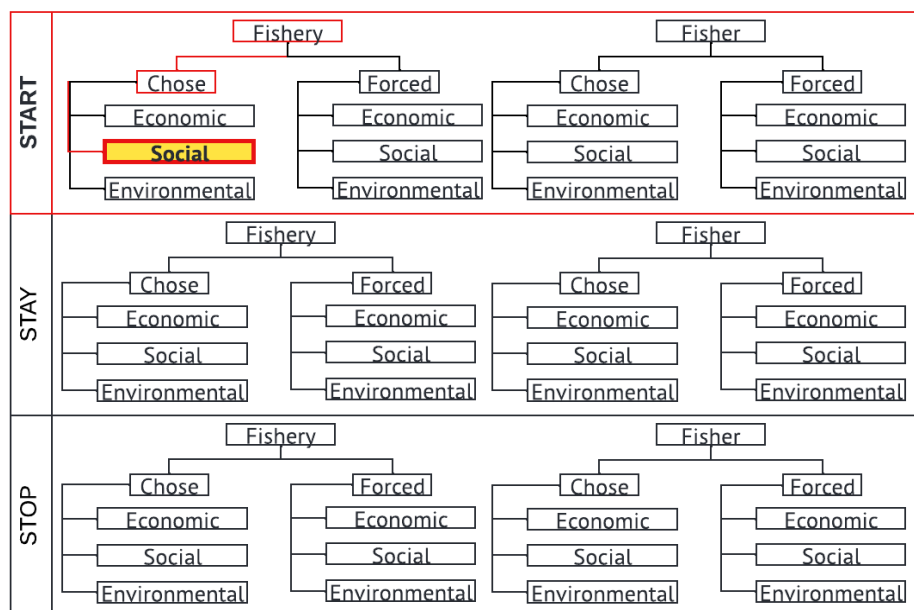 START
Fishery Fisher
Chose Forced Chose Forced
Economic Economic Economic Economic
Social Social Social Social
Environmental Environmental Environmental Environmental
STAY
Fishery Fisher
Chose Forced Chose Forced
Economic Economic Economic Economic
Social Social Social Social
Environmental Environmental Environmental Environmental
STOP
Fishery Fisher
Chose Forced Chose Forced
Economic Economic Economic Economic
Social Social Social Social
Environmental Environmental Environmental Environmental